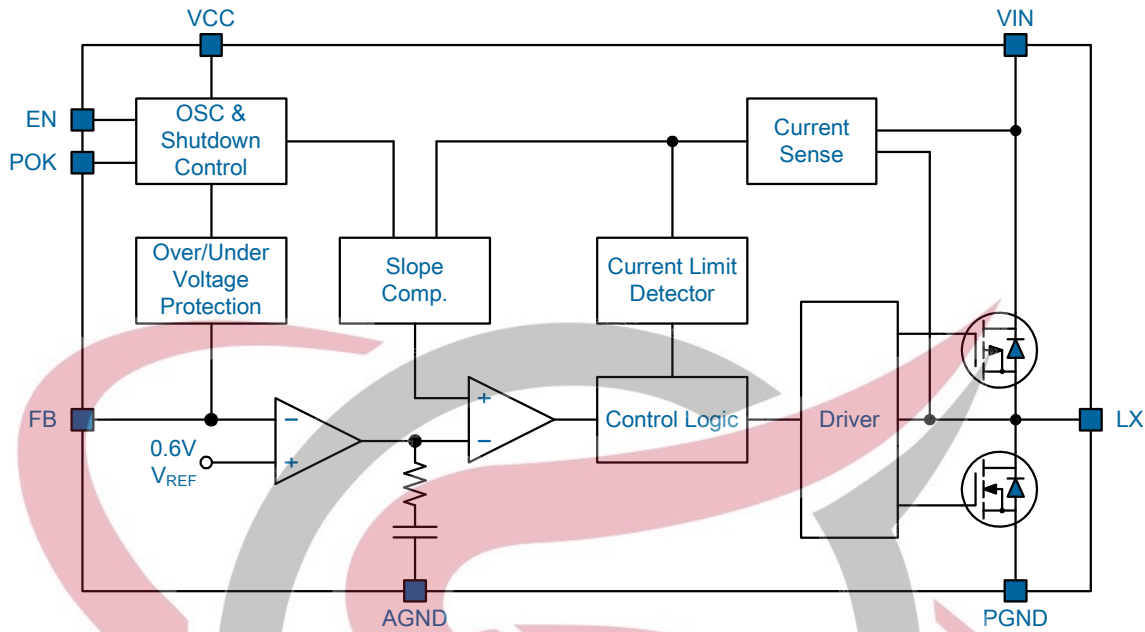 VCC
VIN
EN
POK
OSC &
Shutdown
Control
Current
Sense
Over/Under
Voltage
Protection
Slope
Comp.
Current Limit
Detector
FB
0.6V
VREF
−
+
+
−
Control Logic
Driver
LX
AGND
PGND